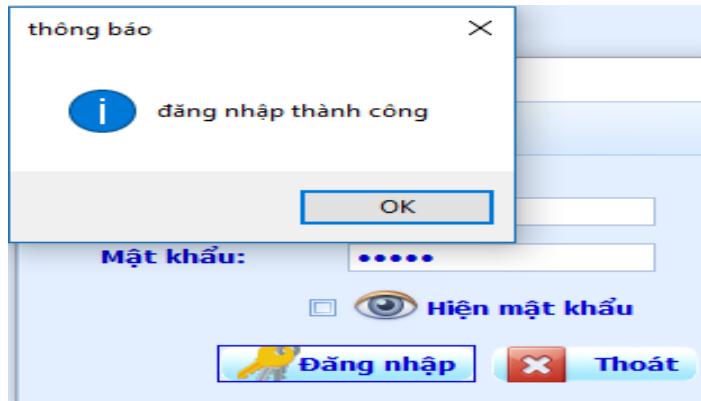 thông báo
đăng nhập thành công
OK
Mật khẩu:
Hiện mật khẩu
Đăng nhập
Thoát